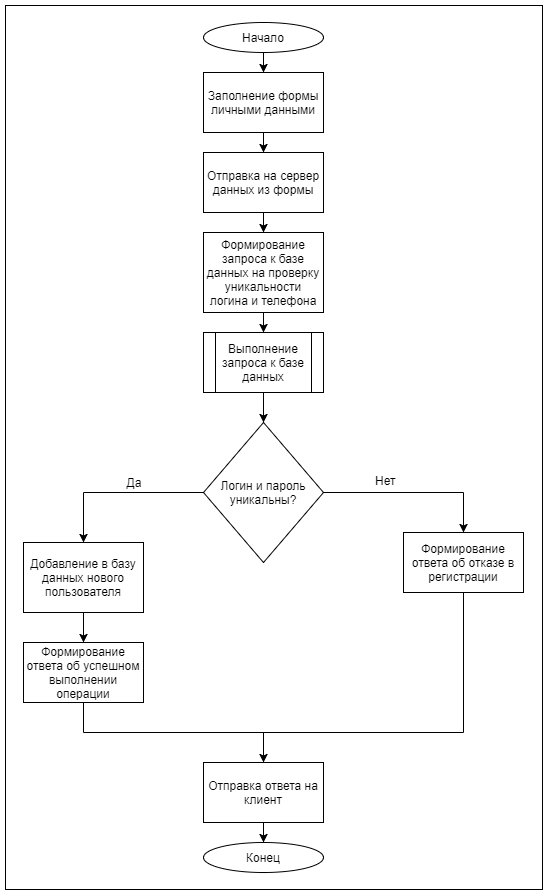 Начало
Заполнение формы
личными данными
Отправка на сервер
данных из формы
Формирование
запроса к базе
данных на проверку
уникальности
логина и телефона
Выполнение
запроса к базе
данных
Логин и пароль
уникальны?
Да
Нет
Добавление в базу
данных нового
пользователя
Формирование
ответа об отказе в
регистрации
Формирование
ответа об успешном
выполнении
операции
Отправка ответа на
клиент
Конец